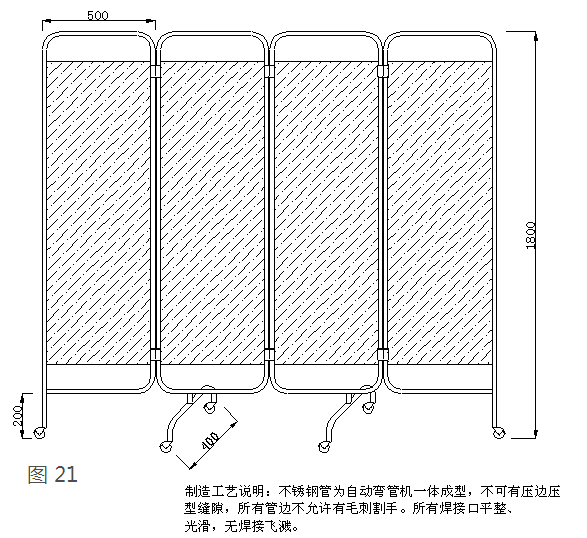 500
1800
200
400
图 21
制造工艺说明：不锈钢管为自动弯管机一体成型，不可有压边压
型缝隙，所有管边不允许有毛刺割手。所有焊接口平整、
光滑，无焊接飞溅。